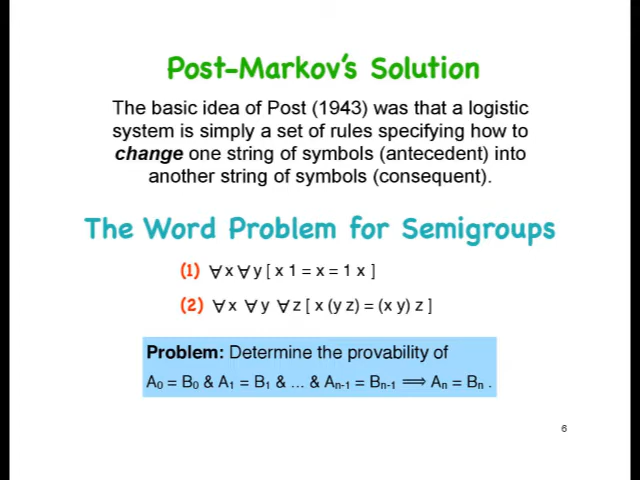 Post-Markov's Solution
The basic idea of Post (1943) was that a logistic
system is simply a set of rules specifying how to
change one string of symbols (antecedent) into
another string of symbols (consequent).
The Word Problem for Semigroups
(1) ∀x ∀y [ x 1 = x = 1 x ]
(2) ∀x ∀y ∀z [ x (y z) = (x y) z ]
Problem: Determine the provability of
A₀ = B₀ & A₁ = B₁ & ... & Aₙ₋₁ = Bₙ₋₁ ⟹ Aₙ = Bₙ .
6